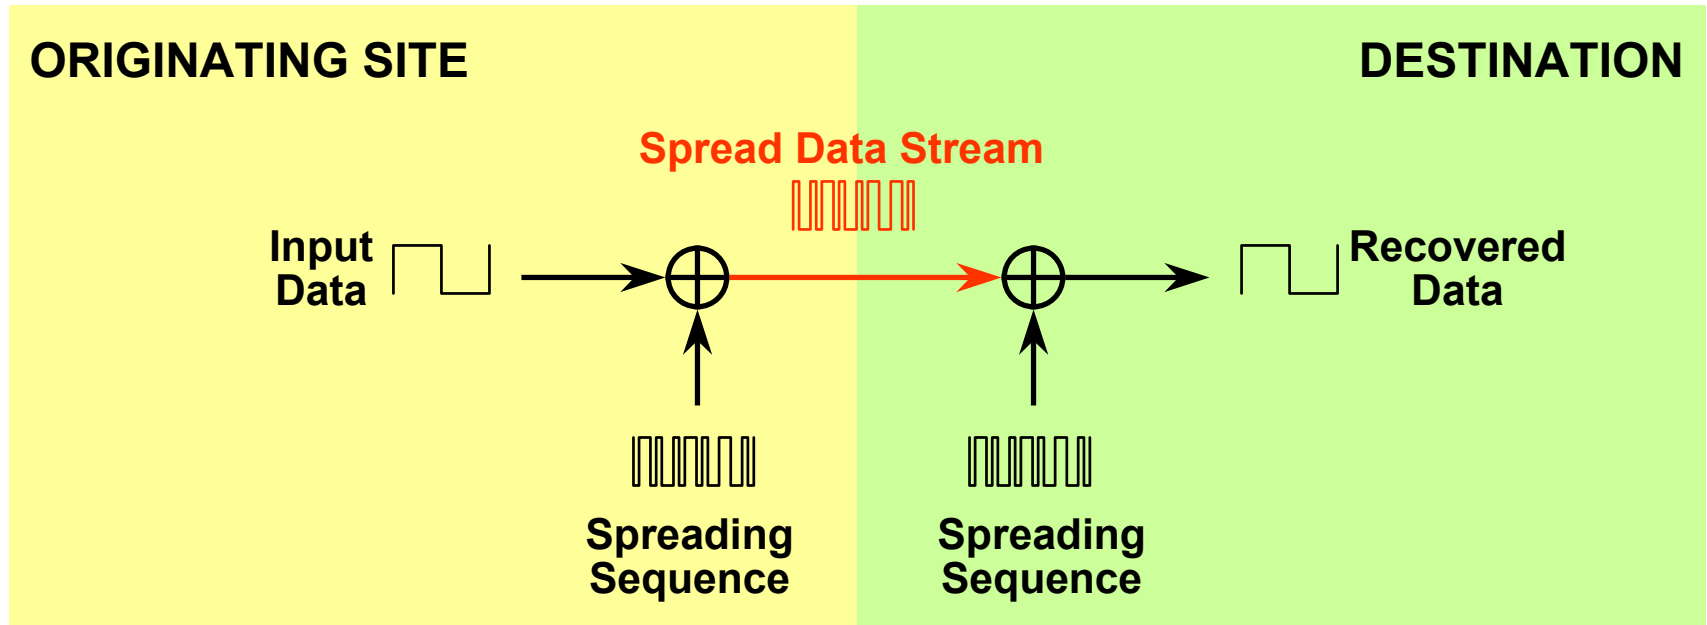 ORIGINATING SITE
DESTINATION
Spread Data Stream
Input
Data
Recovered
Data
Spreading
Sequence
Spreading
Sequence